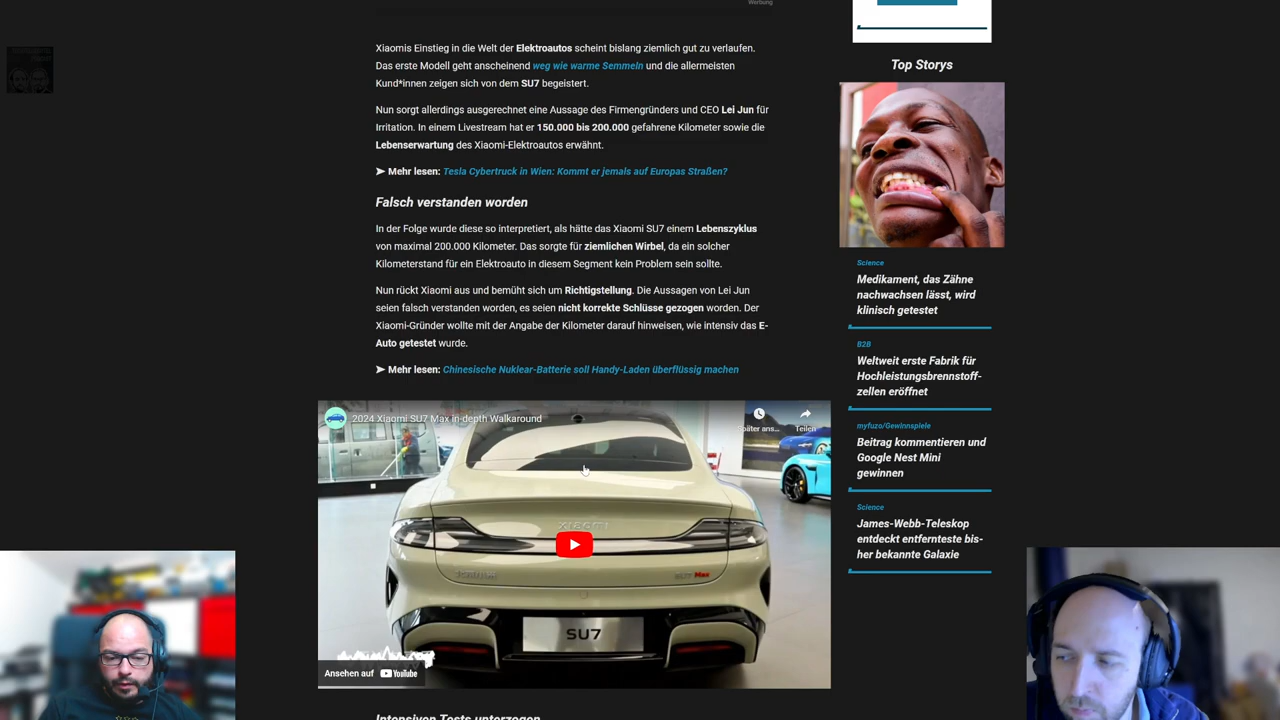 Werbung
Xiaomis Einstieg in die Welt der Elektroautos scheint bislang ziemlich gut zu verlaufen.
Das erste Modell geht anscheinend weg wie warme Semmeln und die allermeisten
Kund*innen zeigen sich von dem SU7 begeistert.
Nun sorgt allerdings ausgerechnet eine Aussage des Firmengründers und CEO Lei Jun für
Irritation. In einem Livestream hat er 150.000 bis 200.000 gefahrene Kilometer sowie die
Lebenserwartung des Xiaomi-Elektroautos erwähnt.
➤ Mehr lesen: Tesla Cybertruck in Wien: Kommt er jemals auf Europas Straßen?
Falsch verstanden worden
In der Folge wurde diese so interpretiert, als hätte das Xiaomi SU7 einem Lebenszyklus
von maximal 200.000 Kilometer. Das sorgte für ziemlichen Wirbel, da ein solcher
Kilometerstand für ein Elektroauto in diesem Segment kein Problem sein sollte.
Nun rückt Xiaomi aus und bemüht sich um Richtigstellung. Die Aussagen von Lei Jun
seien falsch verstanden worden, es seien nicht korrekte Schlüsse gezogen worden. Der
Xiaomi-Gründer wollte mit der Angabe der Kilometer darauf hinweisen, wie intensiv das E-
Auto getestet wurde.
➤ Mehr lesen: Chinesische Nuklear-Batterie soll Handy-Laden überflüssig machen
2024 Xiaomi SU7 Max in-depth Walkaround
Später ans...
Teilen
XIAOMI
SU7 Max
SU7
Ansehen auf YouTube
Intensiven Tests unterzogen
Top Storys
Science
Medikament, das Zähne
nachwachsen lässt, wird
klinisch getestet
B2B
Weltweit erste Fabrik für
Hochleistungsbrennstoff-
zellen eröffnet
myfuzo/Gewinnspiele
Beitrag kommentieren und
Google Nest Mini
gewinnen
Science
James-Webb-Teleskop
entdeckt entfernteste bis-
her bekannte Galaxie